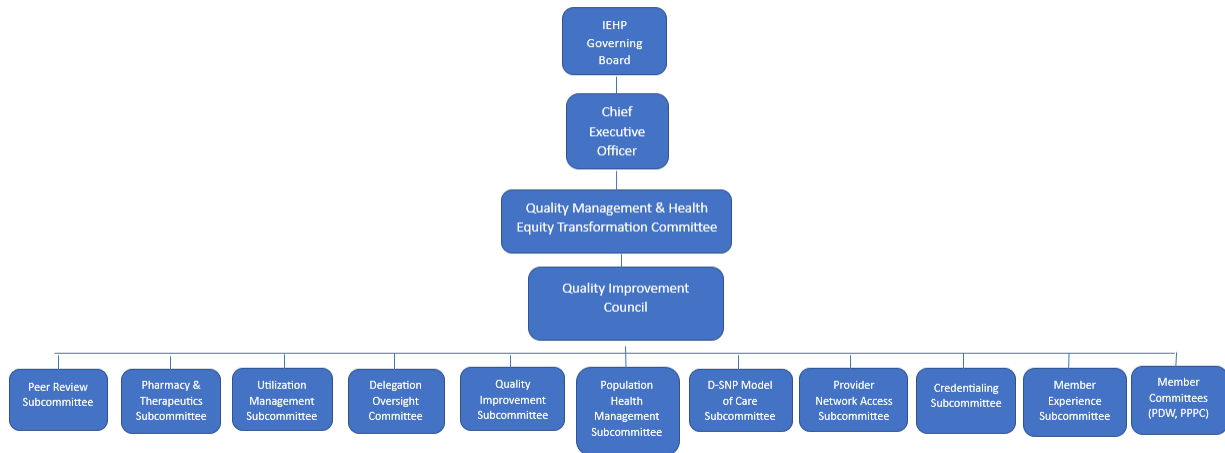 IEHP
Governing
Board
Chief
Executive
Officer
Quality Management & Health
Equity Transformation Committee
Quality Improvement
Council
Peer Review
Subcommittee
Pharmacy &
Therapeutics
Subcommittee
Utilization
Management
Subcommittee
Delegation
Oversight
Committee
Quality
Improvement
Subcommittee
Population
Health
Management
Subcommittee
D-SNP Model
of Care
Subcommittee
Provider
Network Access
Subcommittee
Credentialing
Subcommittee
Member
Experience
Subcommittee
Member
Committees
(PDW, PPPC)